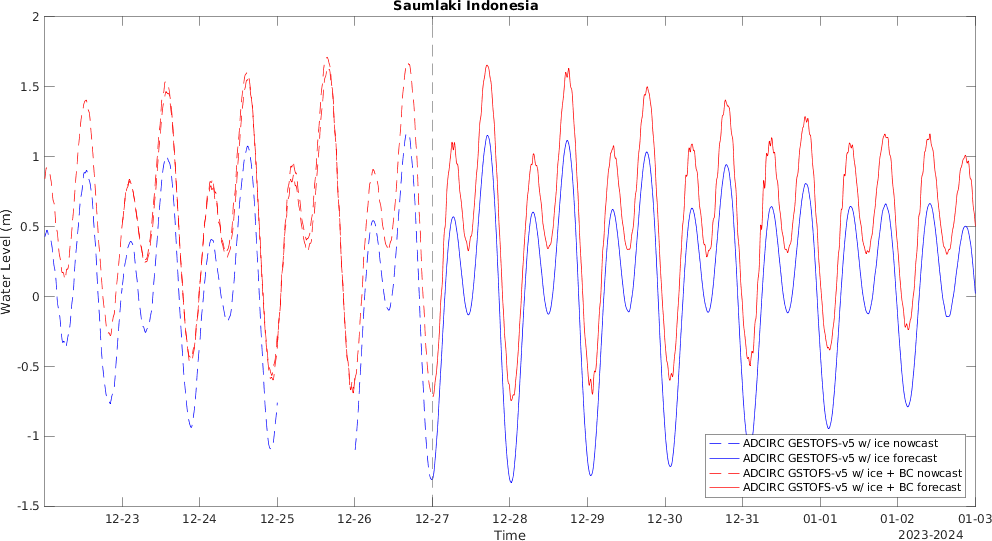 Saumlaki Indonesia
2
1.5
1
0.5
0
-0.5
-1
-1.5
Water Level (m)
ADCIRC GESTOFS-v5 w/ ice nowcast
ADCIRC GESTOFS-v5 w/ ice forecast
ADCIRC GSTOFS-v5 w/ ice + BC nowcast
ADCIRC GSTOFS-v5 w/ ice + BC forecast
12-23 12-24 12-25 12-26 12-27 12-28 12-29 12-30 12-31 01-01 01-02 01-03
Time
2023-2024